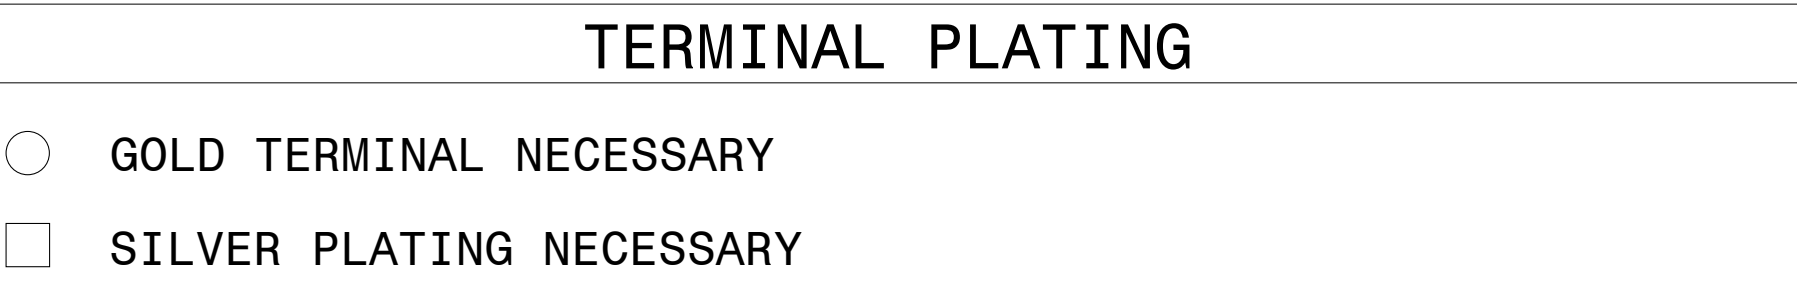 TERMINAL PLATING
GOLD TERMINAL NECESSARY
SILVER PLATING NECESSARY